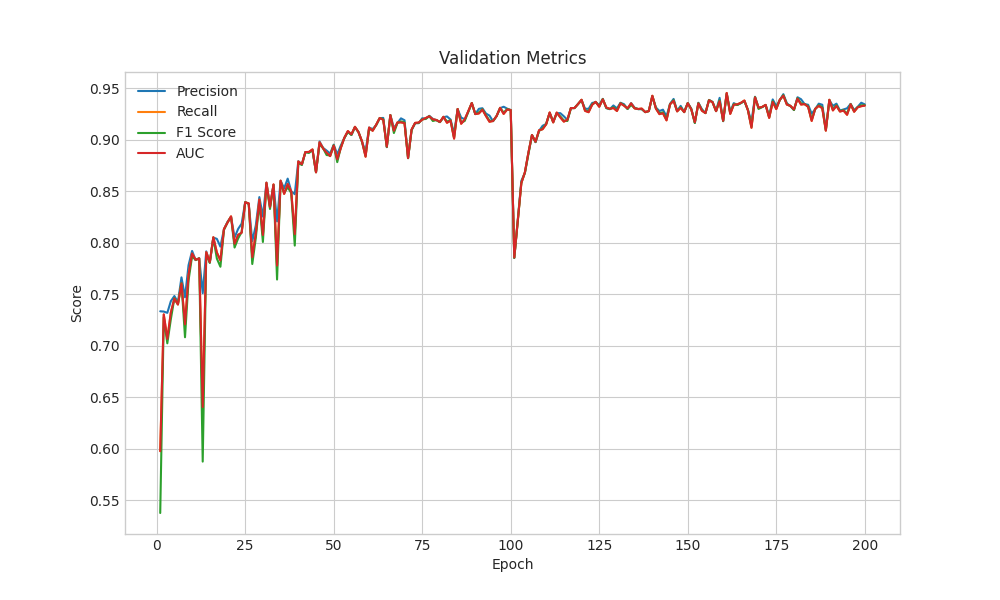 Validation Metrics
Precision
Recall
F1 Score
AUC
0.95
0.90
0.85
0.80
0.75
0.70
0.65
0.60
0.55
Score
0 25 50 75 100 125 150 175 200
Epoch